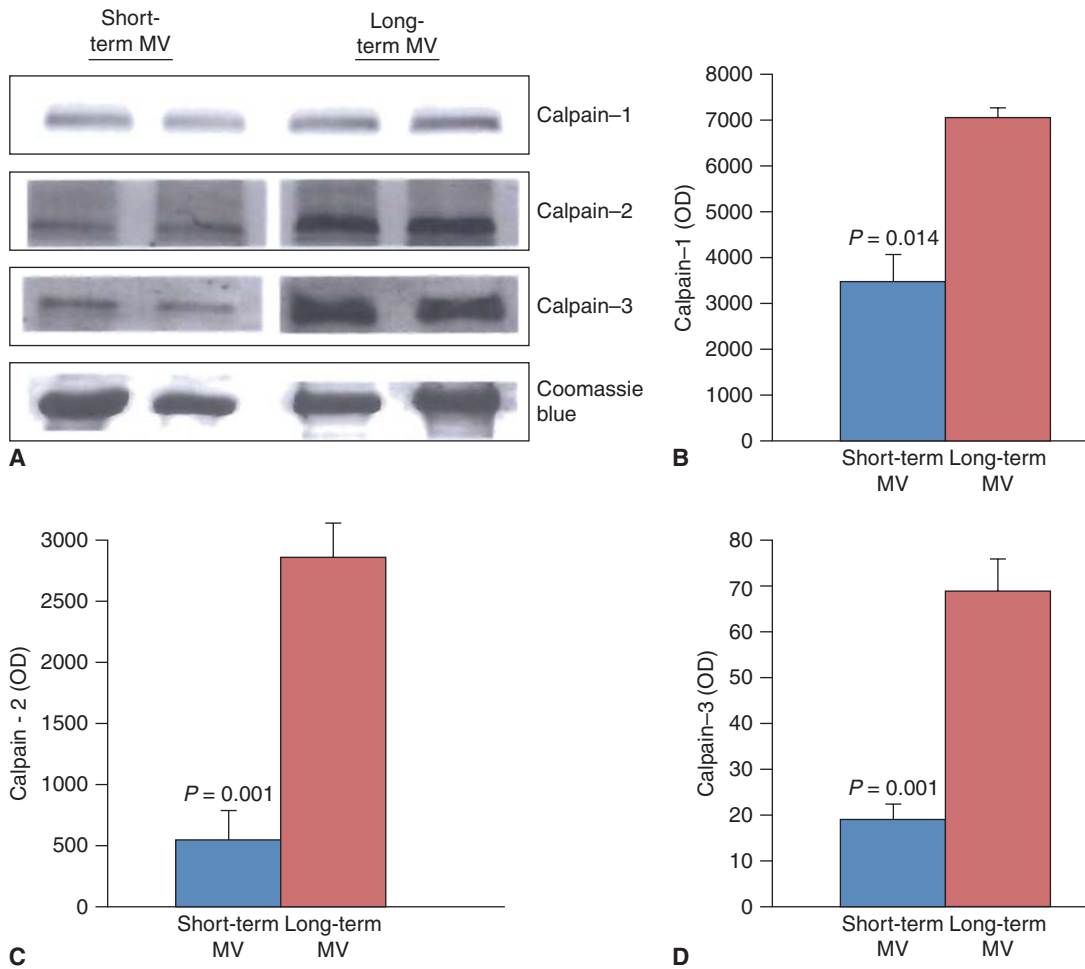 Short-
term MV
Long-
term MV
Calpain–1
Calpain–2
Calpain–3
Coomassie
blue
A
Calpain–1 (OD)
8000
7000
6000
7000
5000
4000
3000
3000
4000
2000
1000
0
P = 0.014
Short-term
MV
Long-term
MV
B
Calpain - 2 (OD)
3000
2500
2000
1500
1000
500
0
P = 0.001
Short-term
MV
Long-term
MV
C
Calpain–3 (OD)
80
70
60
50
40
30
20
10
0
P = 0.001
Short-term
MV
Long-term
MV
D